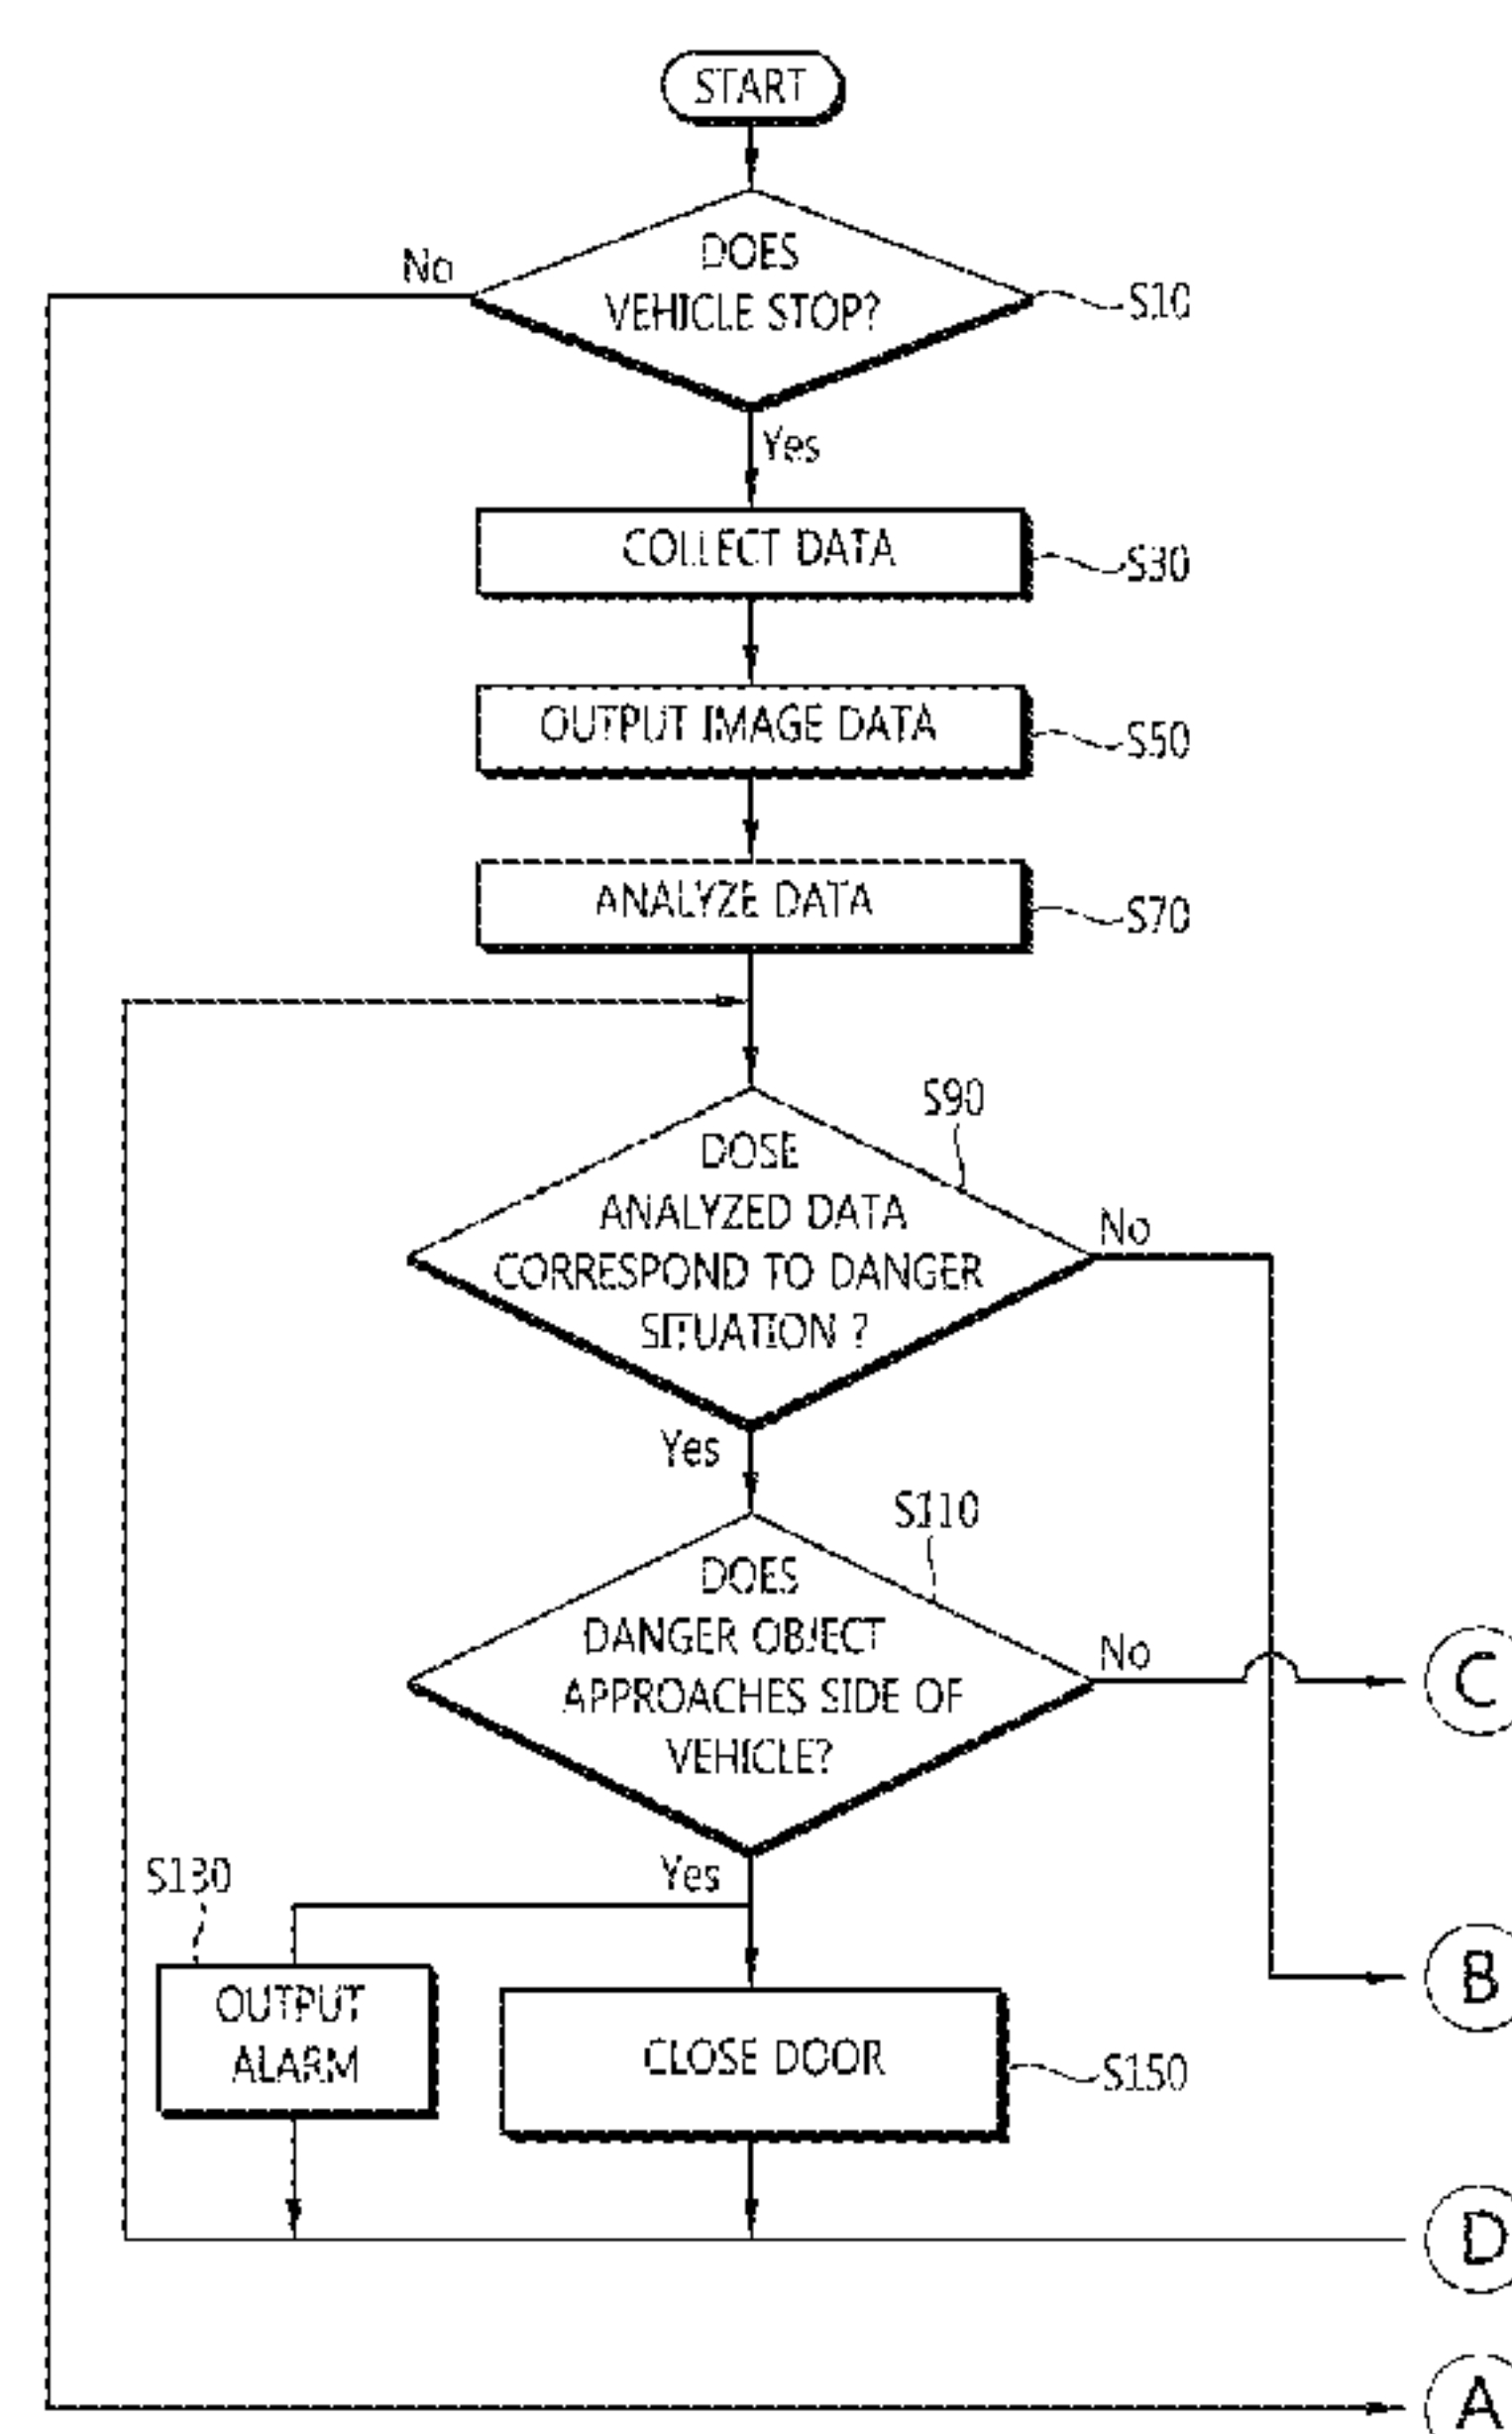 START
DOES
VEHICLE STOP?
No
S10
Yes
COLLECT DATA
S30
OUTPUT IMAGE DATA
S50
ANALYZE DATA
S70
S90
DOSE
ANALYZED DATA
CORRESPOND TO DANGER
SITUATION ?
No
Yes
S110
DOES
DANGER OBJECT
APPROACHES SIDE OF
VEHICLE?
No
C
Yes
S130
OUTPUT
ALARM
B
CLOSE DOOR
S150
D
A